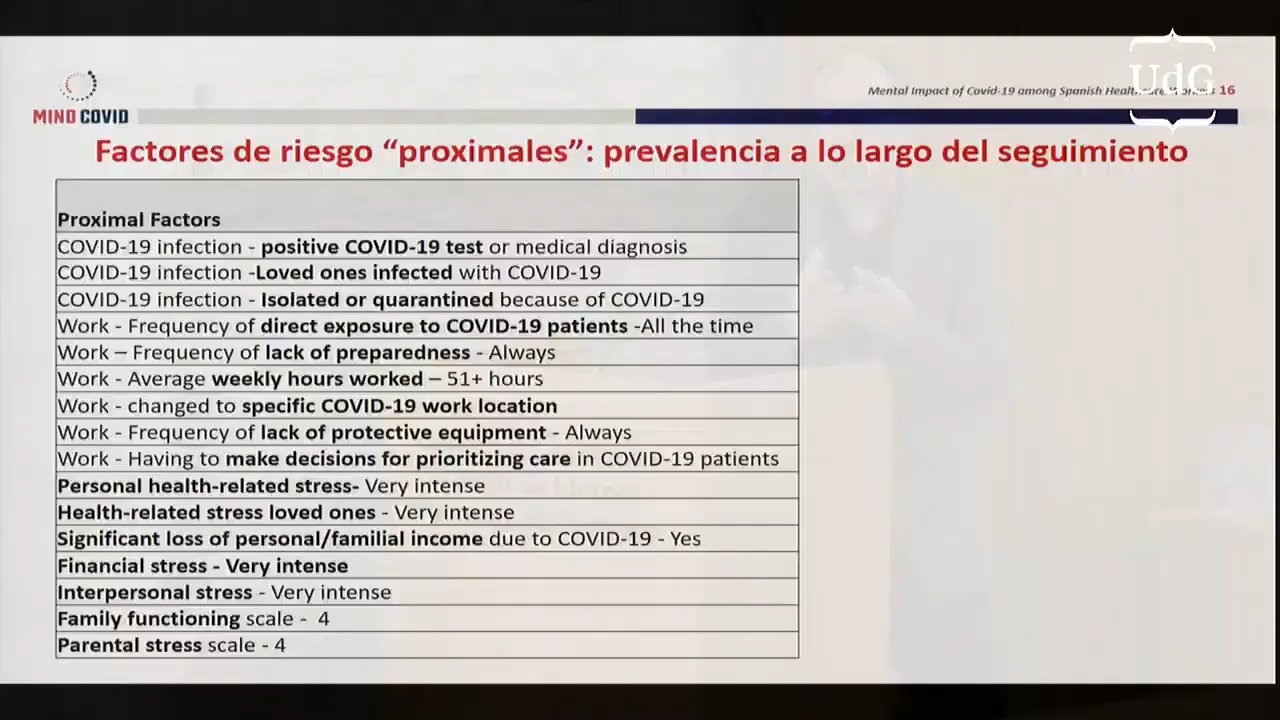 UdG
MIND COVID
Mental Impact of Covid-19 among Spanish 16
Factores de riesgo “proximales”: prevalencia a lo largo del seguimiento
Proximal Factors
COVID-19 infection - positive COVID-19 test or medical diagnosis
COVID-19 infection -Loved ones infected with COVID-19
COVID-19 infection - Isolated or quarantined because of COVID-19
Work - Frequency of direct exposure to COVID-19 patients -All the time
Work – Frequency of lack of preparedness - Always
Work - Average weekly hours worked – 51+ hours
Work - changed to specific COVID-19 work location
Work - Frequency of lack of protective equipment - Always
Work - Having to make decisions for prioritizing care in COVID-19 patients
Personal health-related stress- Very intense
Health-related stress loved ones - Very intense
Significant loss of personal/familial income due to COVID-19 - Yes
Financial stress - Very intense
Interpersonal stress - Very intense
Family functioning scale - 4
Parental stress scale - 4